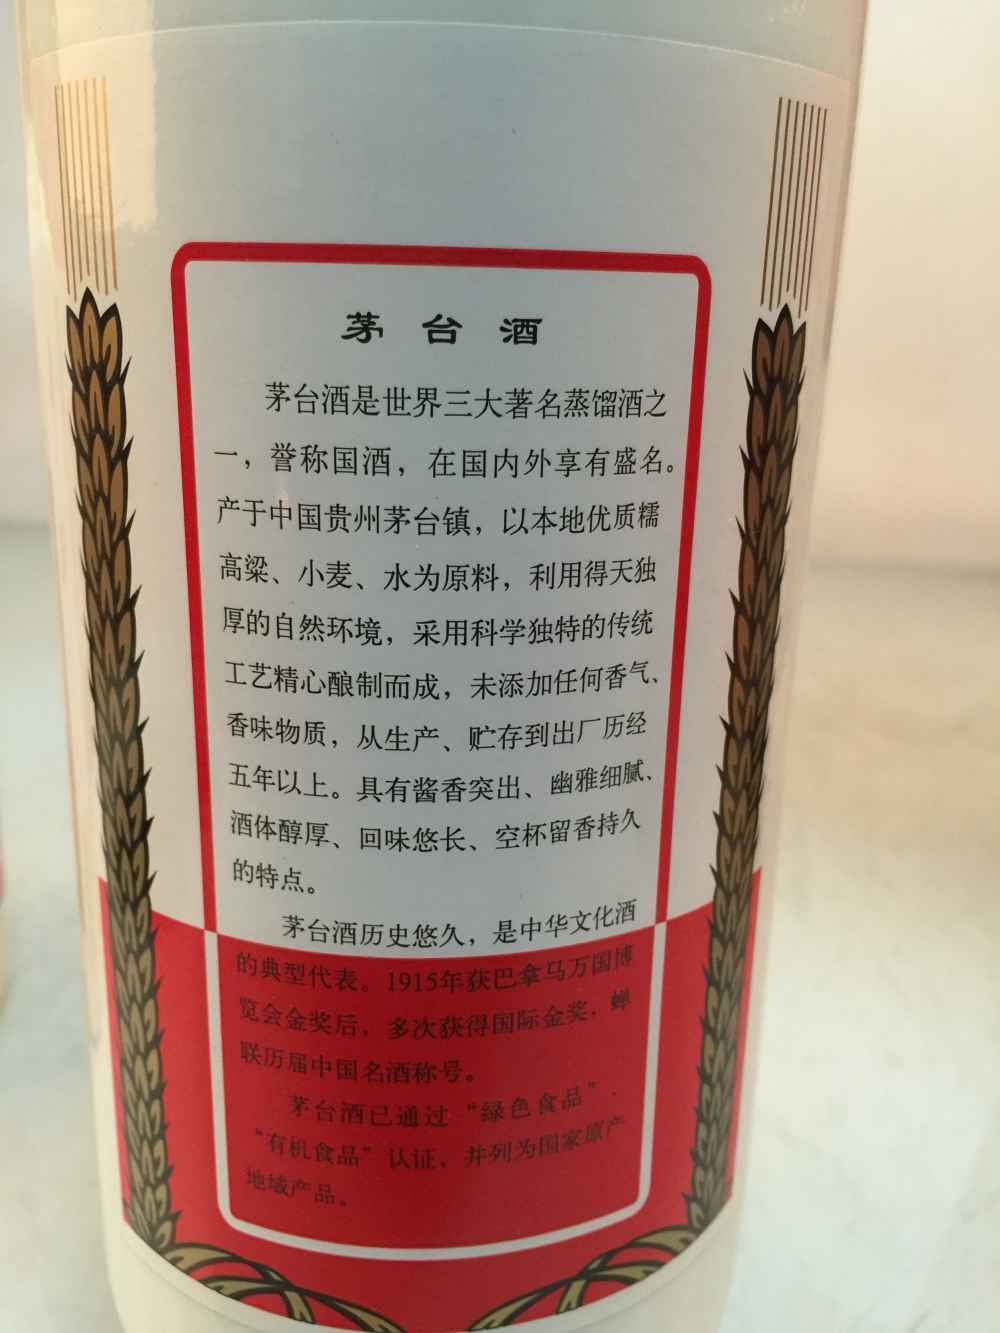 茅台酒
茅台酒是世界三大著名蒸馏酒之
一，誉称国酒，在国内外享有盛名。
产于中国贵州茅台镇，以本地优质糯
高粱、小麦、水为原料，利用得天独
厚的自然环境，采用科学独特的传统
工艺精心酿制而成，未添加任何香气、
香味物质，从生产、贮存到出厂历经
五年以上。具有酱香突出、幽雅细腻、
酒体醇厚、回味悠长、空杯留香持久
的特点。
茅台酒历史悠久，是中华文化酒
的典型代表。1915年获巴拿马万国博
览会金奖后，多次获得国际金奖，蝉
联历届中国名酒称号。
茅台酒已通过“绿色食品”、
“有机食品”认证，并列为国家原产
地域产品。